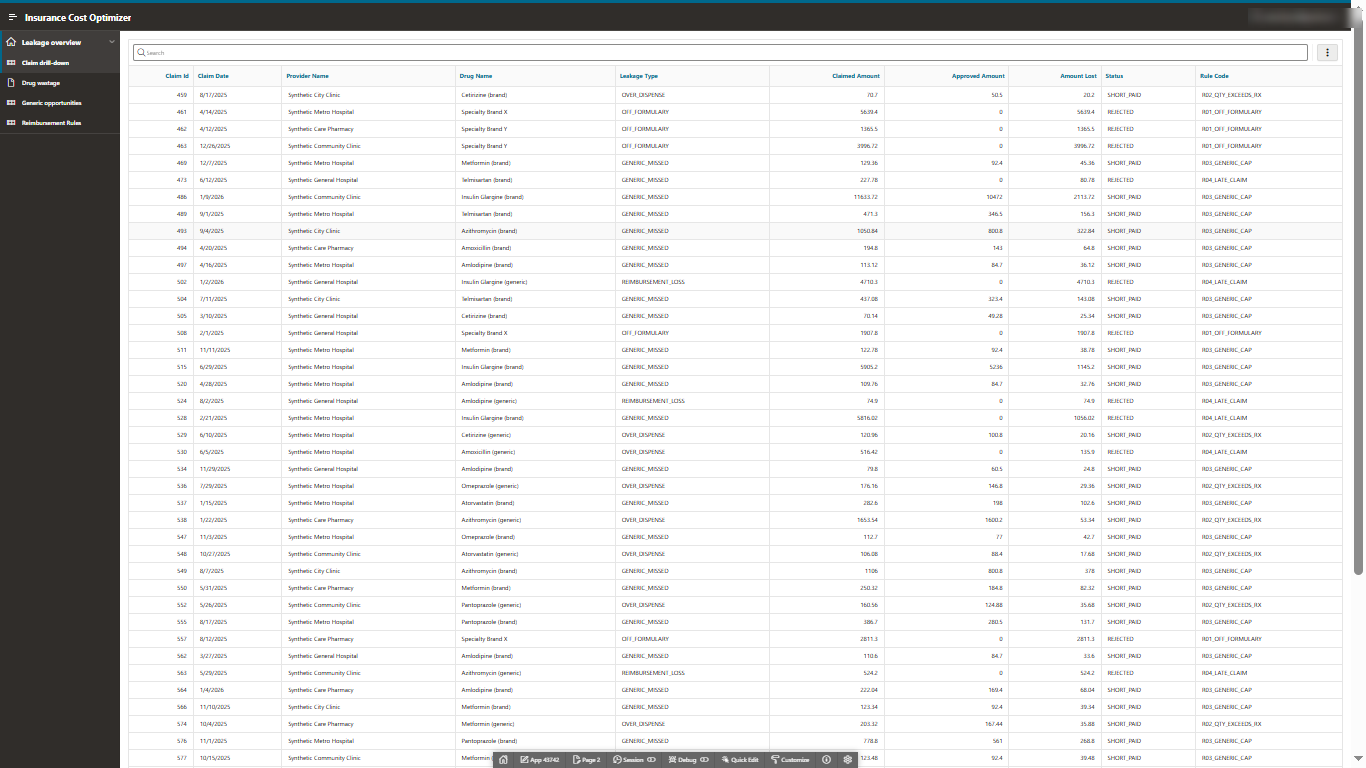 Insurance Cost Optimizer
Leakage overview
Claim drill-down
Drug wastage
Generic opportunities
Reimbursement Rules
Search
Claim Id Claim Date Provider Name Drug Name Leakage Type Claimed Amount Approved Amount Amount Lost Status Rule Code
459 8/17/2025 Synthetic City Clinic Cetirizine (brand) OVER_DISPENSE 70.7 50.5 20.2 SHORT_PAID R02_QTY_EXCEEDS_RX
461 4/14/2025 Synthetic Metro Hospital Specialty Brand X OFF_FORMULARY 5639.4 0 5639.4 REJECTED R01_OFF_FORMULARY
462 4/12/2025 Synthetic Care Pharmacy Specialty Brand Y OFF_FORMULARY 1365.5 0 1365.5 REJECTED R01_OFF_FORMULARY
463 12/26/2025 Synthetic Community Clinic Specialty Brand Y OFF_FORMULARY 3996.72 0 3996.72 REJECTED R01_OFF_FORMULARY
469 12/7/2025 Synthetic Metro Hospital Metformin (brand) GENERIC_MISSED 129.36 92.4 45.36 SHORT_PAID R03_GENERIC_CAP
473 6/12/2025 Synthetic General Hospital Telmisartan (brand) GENERIC_MISSED 227.78 0 80.78 REJECTED R04_LATE_CLAIM
486 1/9/2026 Synthetic Community Clinic Insulin Glargine (brand) GENERIC_MISSED 11633.72 10472 2113.72 SHORT_PAID R03_GENERIC_CAP
489 9/1/2025 Synthetic Metro Hospital Telmisartan (brand) GENERIC_MISSED 471.3 346.5 156.3 SHORT_PAID R03_GENERIC_CAP
493 9/4/2025 Synthetic City Clinic Azithromycin (brand) GENERIC_MISSED 1050.84 800.8 322.84 SHORT_PAID R03_GENERIC_CAP
494 4/20/2025 Synthetic Care Pharmacy Amoxicillin (brand) GENERIC_MISSED 194.8 143 64.8 SHORT_PAID R03_GENERIC_CAP
497 4/16/2025 Synthetic Metro Hospital Amlodipine (brand) GENERIC_MISSED 113.12 84.7 36.12 SHORT_PAID R03_GENERIC_CAP
502 1/2/2026 Synthetic General Hospital Insulin Glargine (generic) REIMBURSEMENT_LOSS 4710.3 0 4710.3 REJECTED R04_LATE_CLAIM
504 7/11/2025 Synthetic City Clinic Telmisartan (brand) GENERIC_MISSED 437.08 323.4 143.08 SHORT_PAID R03_GENERIC_CAP
505 3/10/2025 Synthetic General Hospital Cetirizine (brand) GENERIC_MISSED 70.14 49.28 25.34 SHORT_PAID R03_GENERIC_CAP
508 2/1/2025 Synthetic General Hospital Specialty Brand X OFF_FORMULARY 1907.8 0 1907.8 REJECTED R01_OFF_FORMULARY
511 11/11/2025 Synthetic Metro Hospital Metformin (brand) GENERIC_MISSED 122.78 92.4 38.78 SHORT_PAID R03_GENERIC_CAP
515 6/29/2025 Synthetic Metro Hospital Insulin Glargine (brand) GENERIC_MISSED 5905.2 5236 1145.2 SHORT_PAID R03_GENERIC_CAP
520 4/28/2025 Synthetic Metro Hospital Amlodipine (brand) GENERIC_MISSED 109.76 84.7 32.76 SHORT_PAID R03_GENERIC_CAP
524 8/2/2025 Synthetic General Hospital Amlodipine (generic) REIMBURSEMENT_LOSS 74.9 0 74.9 REJECTED R04_LATE_CLAIM
528 2/21/2025 Synthetic Metro Hospital Insulin Glargine (brand) GENERIC_MISSED 5816.02 0 1056.02 REJECTED R04_LATE_CLAIM
529 6/10/2025 Synthetic Metro Hospital Cetirizine (generic) OVER_DISPENSE 120.96 100.8 20.16 SHORT_PAID R02_QTY_EXCEEDS_RX
530 6/5/2025 Synthetic Metro Hospital Amoxicillin (generic) OVER_DISPENSE 516.42 0 135.9 REJECTED R04_LATE_CLAIM
534 11/29/2025 Synthetic General Hospital Amlodipine (brand) GENERIC_MISSED 79.8 60.5 24.8 SHORT_PAID R03_GENERIC_CAP
536 7/29/2025 Synthetic Metro Hospital Omeprazole (generic) OVER_DISPENSE 176.16 146.8 29.36 SHORT_PAID R02_QTY_EXCEEDS_RX
537 1/15/2025 Synthetic Metro Hospital Atorvastatin (brand) GENERIC_MISSED 282.6 198 102.6 SHORT_PAID R03_GENERIC_CAP
538 1/22/2025 Synthetic Care Pharmacy Azithromycin (generic) OVER_DISPENSE 1653.54 1600.2 53.34 SHORT_PAID R02_QTY_EXCEEDS_RX
547 11/3/2025 Synthetic Metro Hospital Omeprazole (brand) GENERIC_MISSED 112.7 77 42.7 SHORT_PAID R03_GENERIC_CAP
548 10/27/2025 Synthetic Community Clinic Atorvastatin (generic) OVER_DISPENSE 106.08 88.4 17.68 SHORT_PAID R02_QTY_EXCEEDS_RX
549 8/7/2025 Synthetic City Clinic Azithromycin (brand) GENERIC_MISSED 1106 800.8 378 SHORT_PAID R03_GENERIC_CAP
550 5/31/2025 Synthetic Care Pharmacy Metformin (brand) GENERIC_MISSED 250.32 184.8 82.32 SHORT_PAID R03_GENERIC_CAP
552 5/26/2025 Synthetic Community Clinic Pantoprazole (generic) OVER_DISPENSE 160.56 124.88 35.68 SHORT_PAID R02_QTY_EXCEEDS_RX
555 8/17/2025 Synthetic Metro Hospital Pantoprazole (brand) GENERIC_MISSED 386.7 280.5 131.7 SHORT_PAID R03_GENERIC_CAP
557 8/12/2025 Synthetic Care Pharmacy Specialty Brand X OFF_FORMULARY 2811.3 0 2811.3 REJECTED R01_OFF_FORMULARY
562 3/27/2025 Synthetic General Hospital Amlodipine (brand) GENERIC_MISSED 110.6 84.7 33.6 SHORT_PAID R03_GENERIC_CAP
563 5/29/2025 Synthetic Community Clinic Azithromycin (generic) REIMBURSEMENT_LOSS 524.2 0 524.2 REJECTED R04_LATE_CLAIM
564 1/4/2026 Synthetic Care Pharmacy Amlodipine (brand) GENERIC_MISSED 222.04 169.4 68.04 SHORT_PAID R03_GENERIC_CAP
566 11/10/2025 Synthetic City Clinic Metformin (brand) GENERIC_MISSED 123.34 92.4 39.34 SHORT_PAID R03_GENERIC_CAP
574 10/4/2025 Synthetic Care Pharmacy Metformin (generic) OVER_DISPENSE 203.32 167.44 35.88 SHORT_PAID R02_QTY_EXCEEDS_RX
576 11/1/2025 Synthetic Metro Hospital Pantoprazole (brand) GENERIC_MISSED 778.8 561 268.8 SHORT_PAID R03_GENERIC_CAP
577 10/15/2025 Synthetic Community Clinic Metformin 123.48 92.4 39.48 SHORT_PAID R03_GENERIC_CAP
App 43742 Page 2 Session Debug Quick Edit Customize